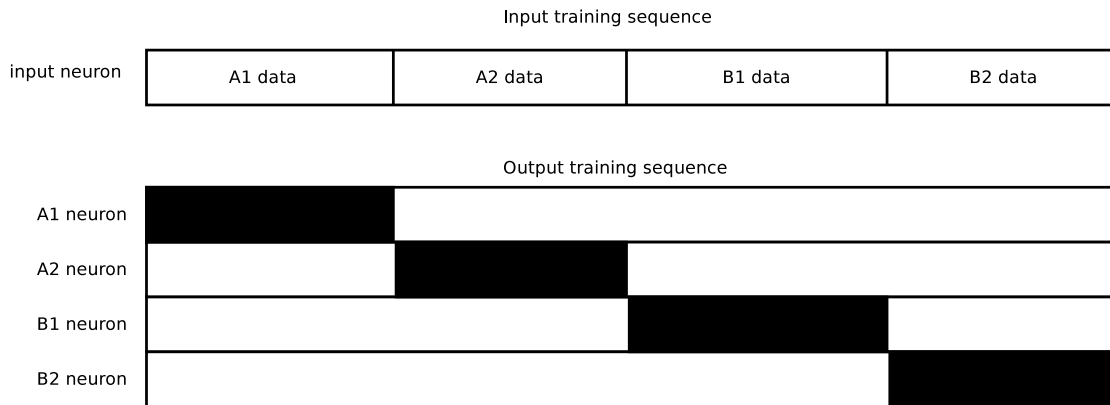 Input training sequence
input neuron
A1 data
A2 data
B1 data
B2 data
Output training sequence
A1 neuron
A2 neuron
B1 neuron
B2 neuron